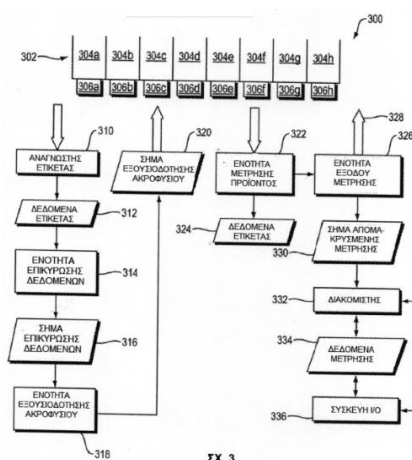 300
302
304a 304b 304c 304d 304e 304f 304g 304h
306a 306b 306c 306d 306e 306f 306g 306h
310
ΑΝΑΓΝΩΣΤΗΣ
ΕΤΙΚΕΤΑΣ
312
ΔΕΔΟΜΕΝΑ
ΕΤΙΚΕΤΑΣ
314
ΕΝΟΤΗΤΑ
ΕΠΙΚΥΡΩΣΗΣ
ΔΕΔΟΜΕΝΩΝ
316
ΣΗΜΑ
ΕΠΙΚΥΡΩΣΗΣ
ΔΕΔΟΜΕΝΩΝ
ΕΝΟΤΗΤΑ
ΕΞΟΥΣΙΟΔΟΤΗΣΗΣ
ΑΚΡΟΦΥΣΙΟΥ
318
320
ΣΗΜΑ
ΕΞΟΥΣΙΟΔΟΤΗΣΗΣ
ΑΚΡΟΦΥΣΙΟΥ
322
ΕΝΟΤΗΤΑ
ΜΕΤΡΗΣΗΣ
ΠΡΟΪΟΝΤΟΣ
324
ΔΕΔΟΜΕΝΑ
ΕΤΙΚΕΤΑΣ
328
326
ΕΝΟΤΗΤΑ
ΕΞΟΔΟΥ
ΜΕΤΡΗΣΗΣ
330
ΣΗΜΑ ΑΠΟΜΑ-
ΚΡΥΣΜΕΝΗΣ
ΜΕΤΡΗΣΗΣ
332
ΔΙΑΚΟΜΙΣΤΗΣ
334
ΔΕΔΟΜΕΝΑ
ΜΕΤΡΗΣΗΣ
336
ΣΥΣΚΕΥΗ Ι/Ο
ΣΧ. 3